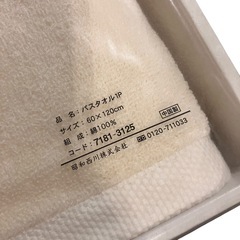 品 名：バスタオル1P
サイズ：60×120cm
組 成：綿100%
コード：7181-3125
中国製
昭和西川株式会社 0120-711033